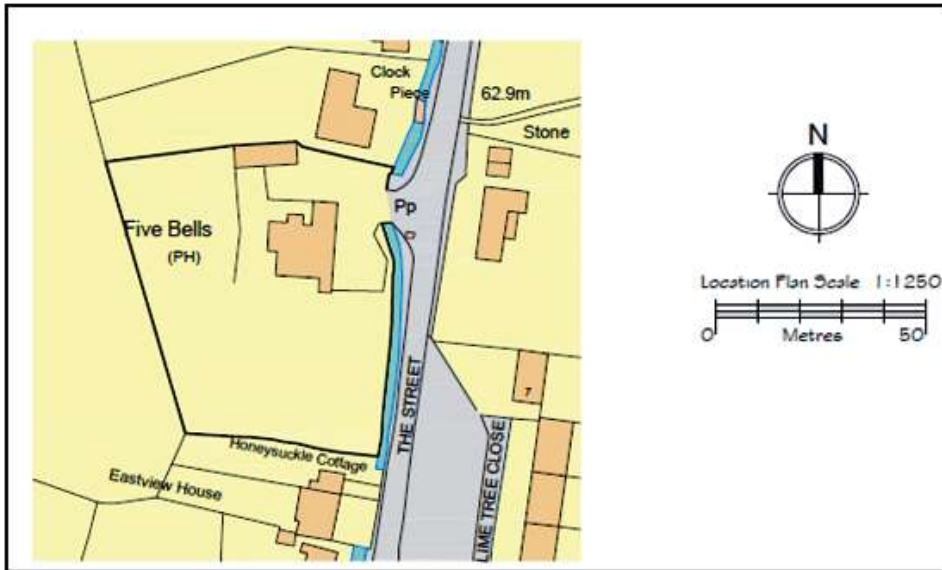 Clock
Piece
62.9m
Stone
Pp
Five Bells
(PH)
THE STREET
7
Honeysuckle Cottage
Eastview House
LIME TREE CLOSE
N
Location Plan Scale 1:1250
0 Metres 50